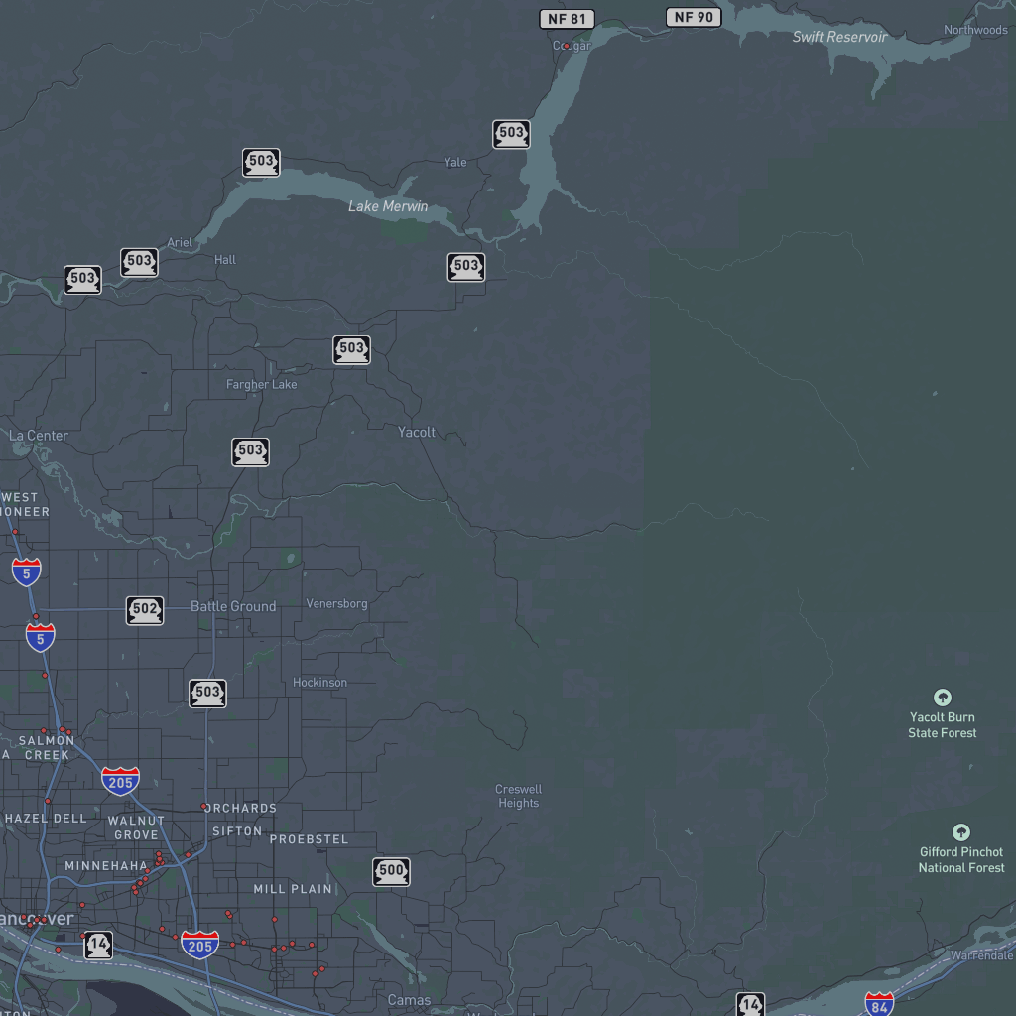 NF 81
NF 90
Northwoods
Swift Reservoir
Cougar
503
Yale
503
Lake Merwin
Ariel
503
Hall
503
503
503
Fargher Lake
Yacolt
La Center
503
WEST
IONEER
5
502
Battle Ground
Venersborg
5
Hockinson
503
Yacolt Burn
State Forest
SALMON
CREEK
A
205
Creswell
Heights
ORCHARDS
HAZEL DELL
WALNUT
GROVE
SIFTON
PROEBSTEL
Gifford Pinchot
National Forest
MINNEHAHA
500
MILL PLAIN
ancouver
14
205
Warrendale
Camas
14
84
TON